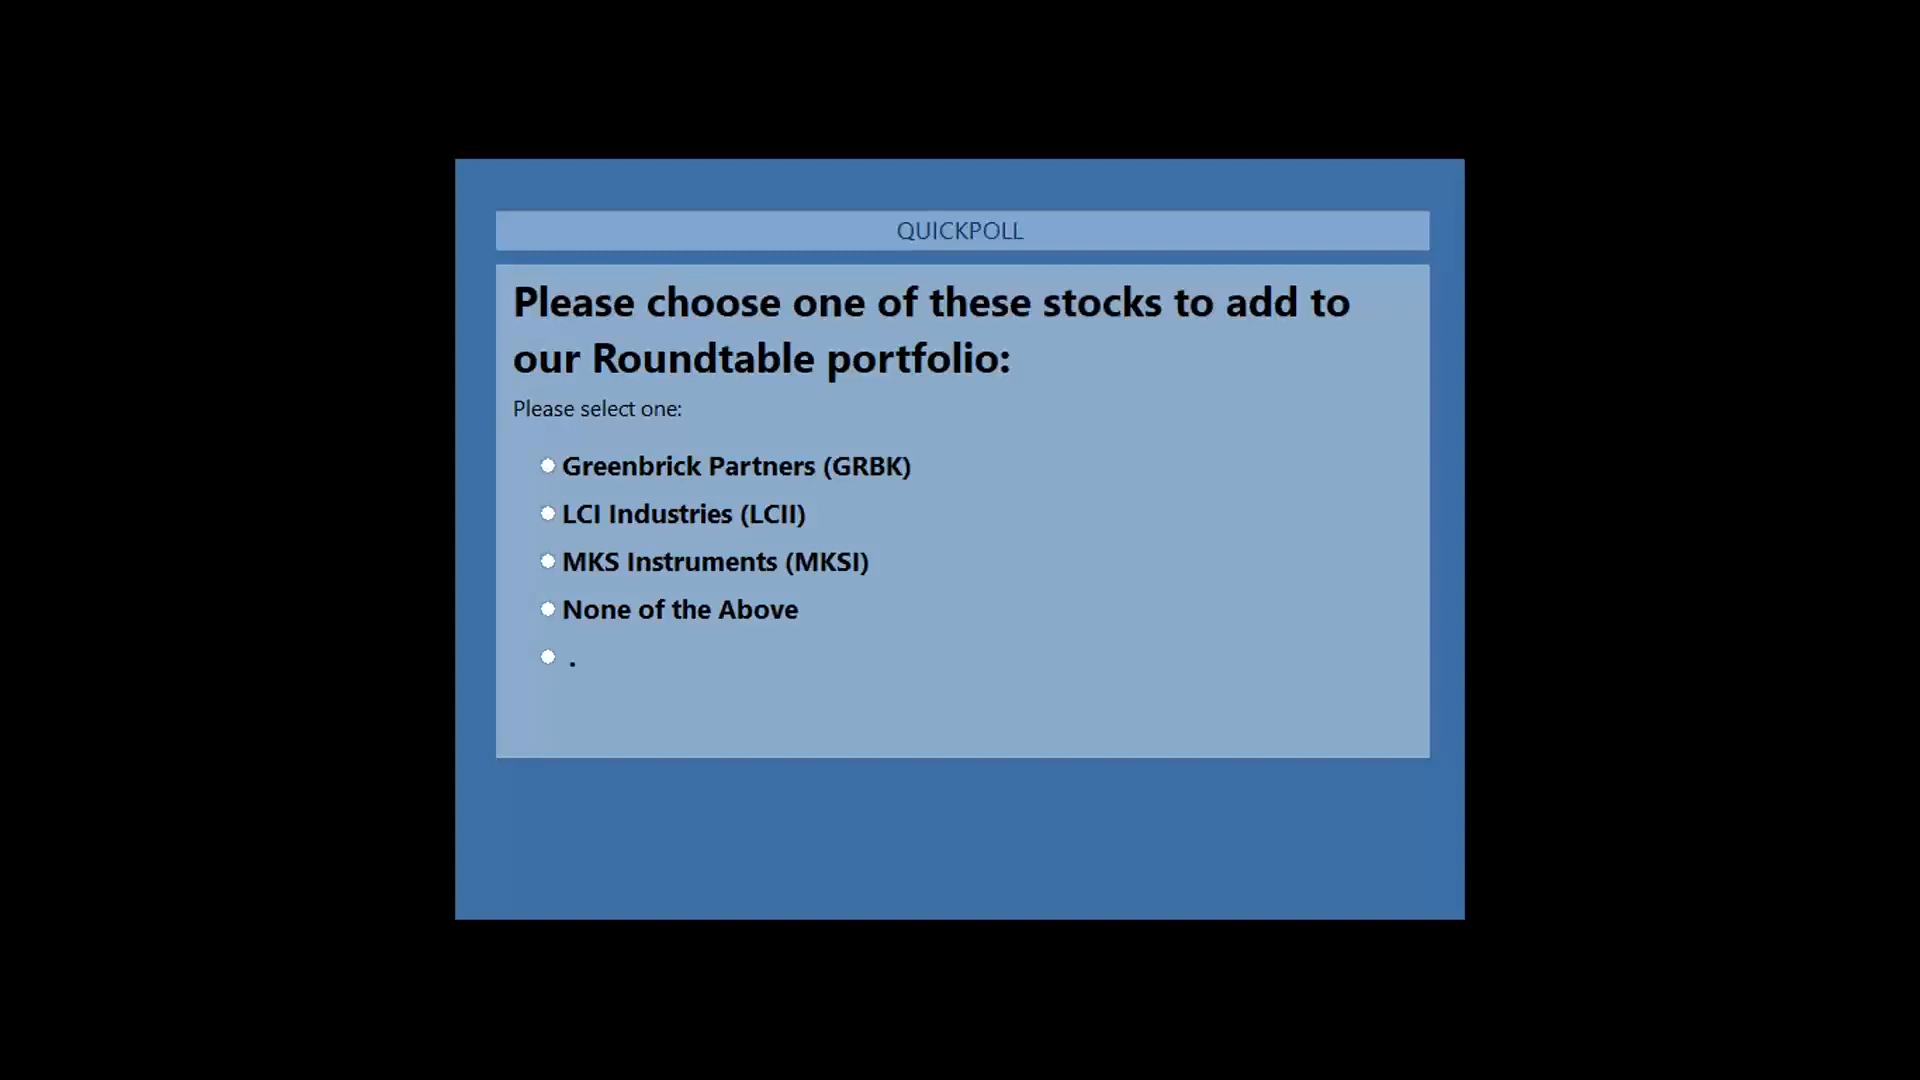 QUICKPOLL
Please choose one of these stocks to add to
our Roundtable portfolio:
Please select one:
Greenbrick Partners (GRBK)
LCI Industries (LCII)
MKS Instruments (MKSI)
None of the Above
.